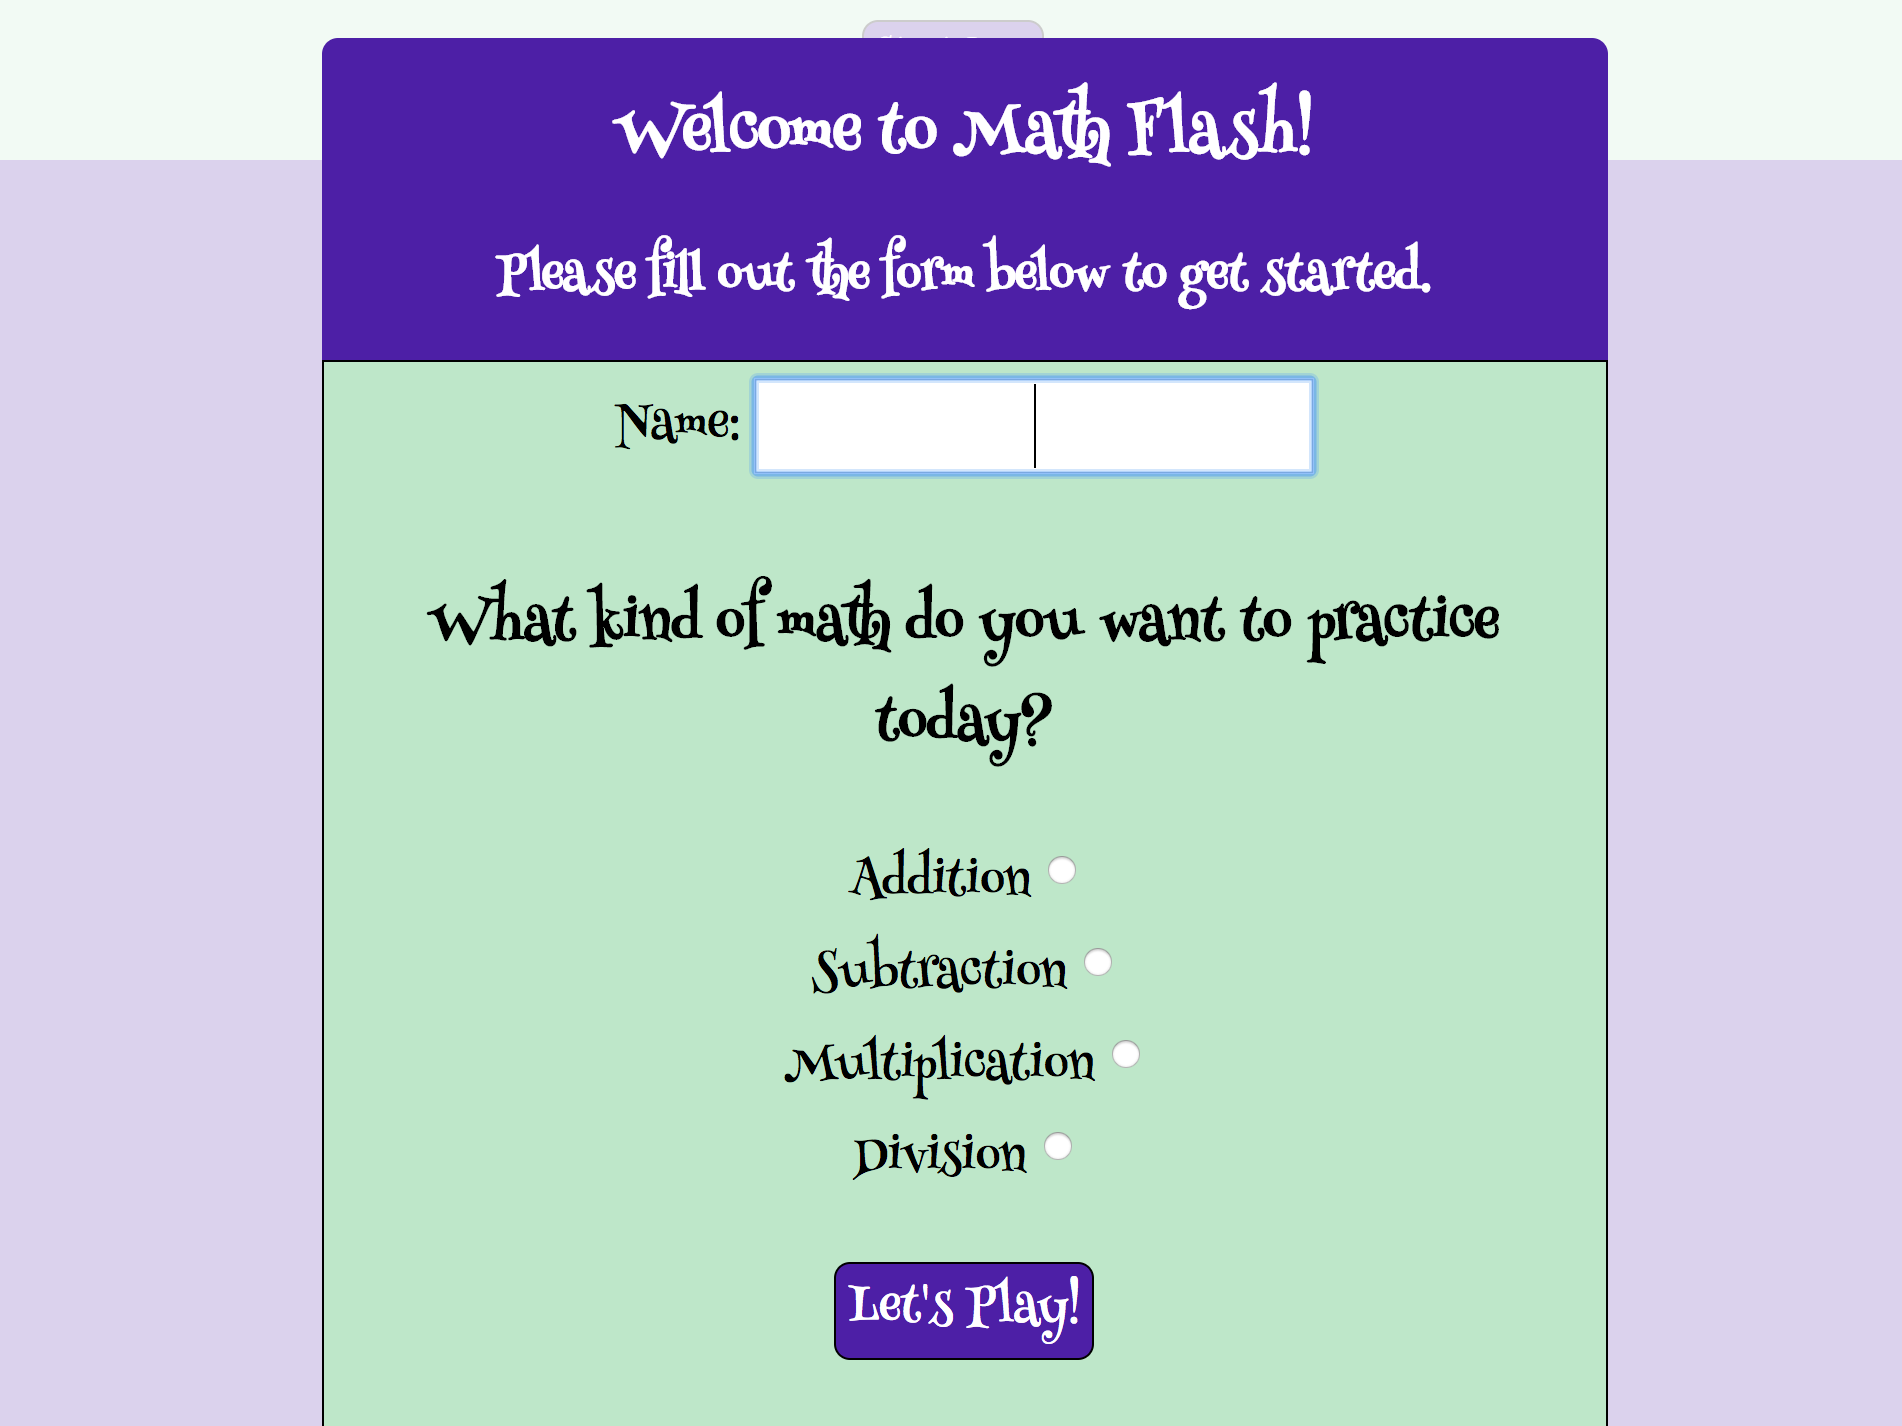 Welcome to Math Flash!
Please fill out the form below to get started.
Name:
What kind of math do you want to practice
today?
Addition
Subtraction
Multiplication
Division
Let's Play!